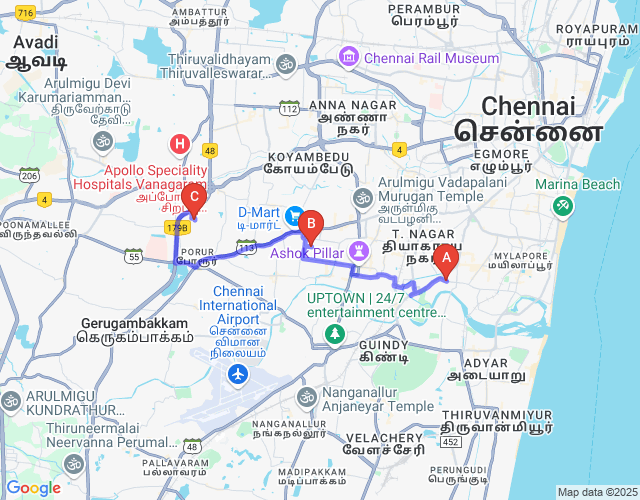 AMBATTUR
அம்பத்தூர்
716
PERAMBUR
பெரம்பூர்
ROYAPURAM
ராய்புரம்
Avadi
ஆவடி
Thiruvalidhayam
Thiruvalleswarar...
Chennai Rail Museum
Arulmigu Devi
Karumariamman...
திருவேற்காடு
தேவி...
48
112
ANNA NAGAR
அண்ணா
நகர்
Chennai
சென்னை
KOYAMBEDU
கோயம்பேடு
4
EGMORE
எழும்பூர்
206
Apollo Speciality
Hospitals Vanagaram
4
48
Arulmigu Vadapalani
Murugan Temple
அருள்மிகு
வடபழனி...
Marina Beach
C
D-Mart
டி-மார்ட்
B
POONAMALLEE
179B
T. NAGAR
தியாகராய
நகர்
A
MYLAPORE
மயிலாப்பூர்
55
PORUR
போரூர்
113
Ashok Pillar
Chennai
International
Airport
சென்னை
விமான
நிலையம்
UPTOWN | 24/7
entertainment centre...
Gerugambakkam
கெருகம்பாக்கம்
GUINDY
கிண்டி
ADYAR
அடையாறு
ARULMIGU
KUNDRATHUR...
Nanganallur
Anjaneyar Temple
THIRUVANMIYUR
திருவான்மியூர்
Thiruneermalai
Neervanna Perumal...
NANGANALLUR
நங்கநல்லூர்
VELACHERY
வேளச்சேரி
452
PALLAVARAM
பல்லாவரம்
MADIPAKKAM
மடிப்பாக்கம்
PERUNGUDI
பெருங்குடி
Google
Map data ©2025